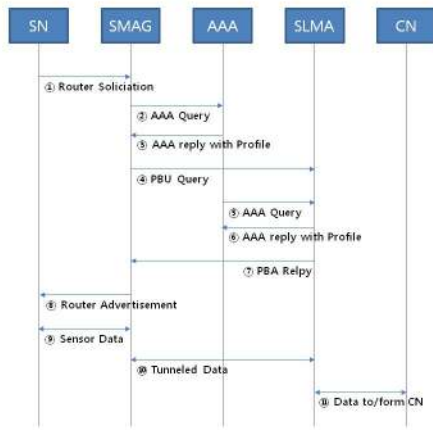 SN SMAG AAA SLMA CN
① Router Soliciation
② AAA Query
③ AAA reply with Profile
④ PBU Query
⑤ AAA Query
⑥ AAA reply with Profile
⑦ PBA Relpy
⑧ Router Advertisement
⑨ Sensor Data
⑩ Tunneled Data
⑪ Data to/form CN